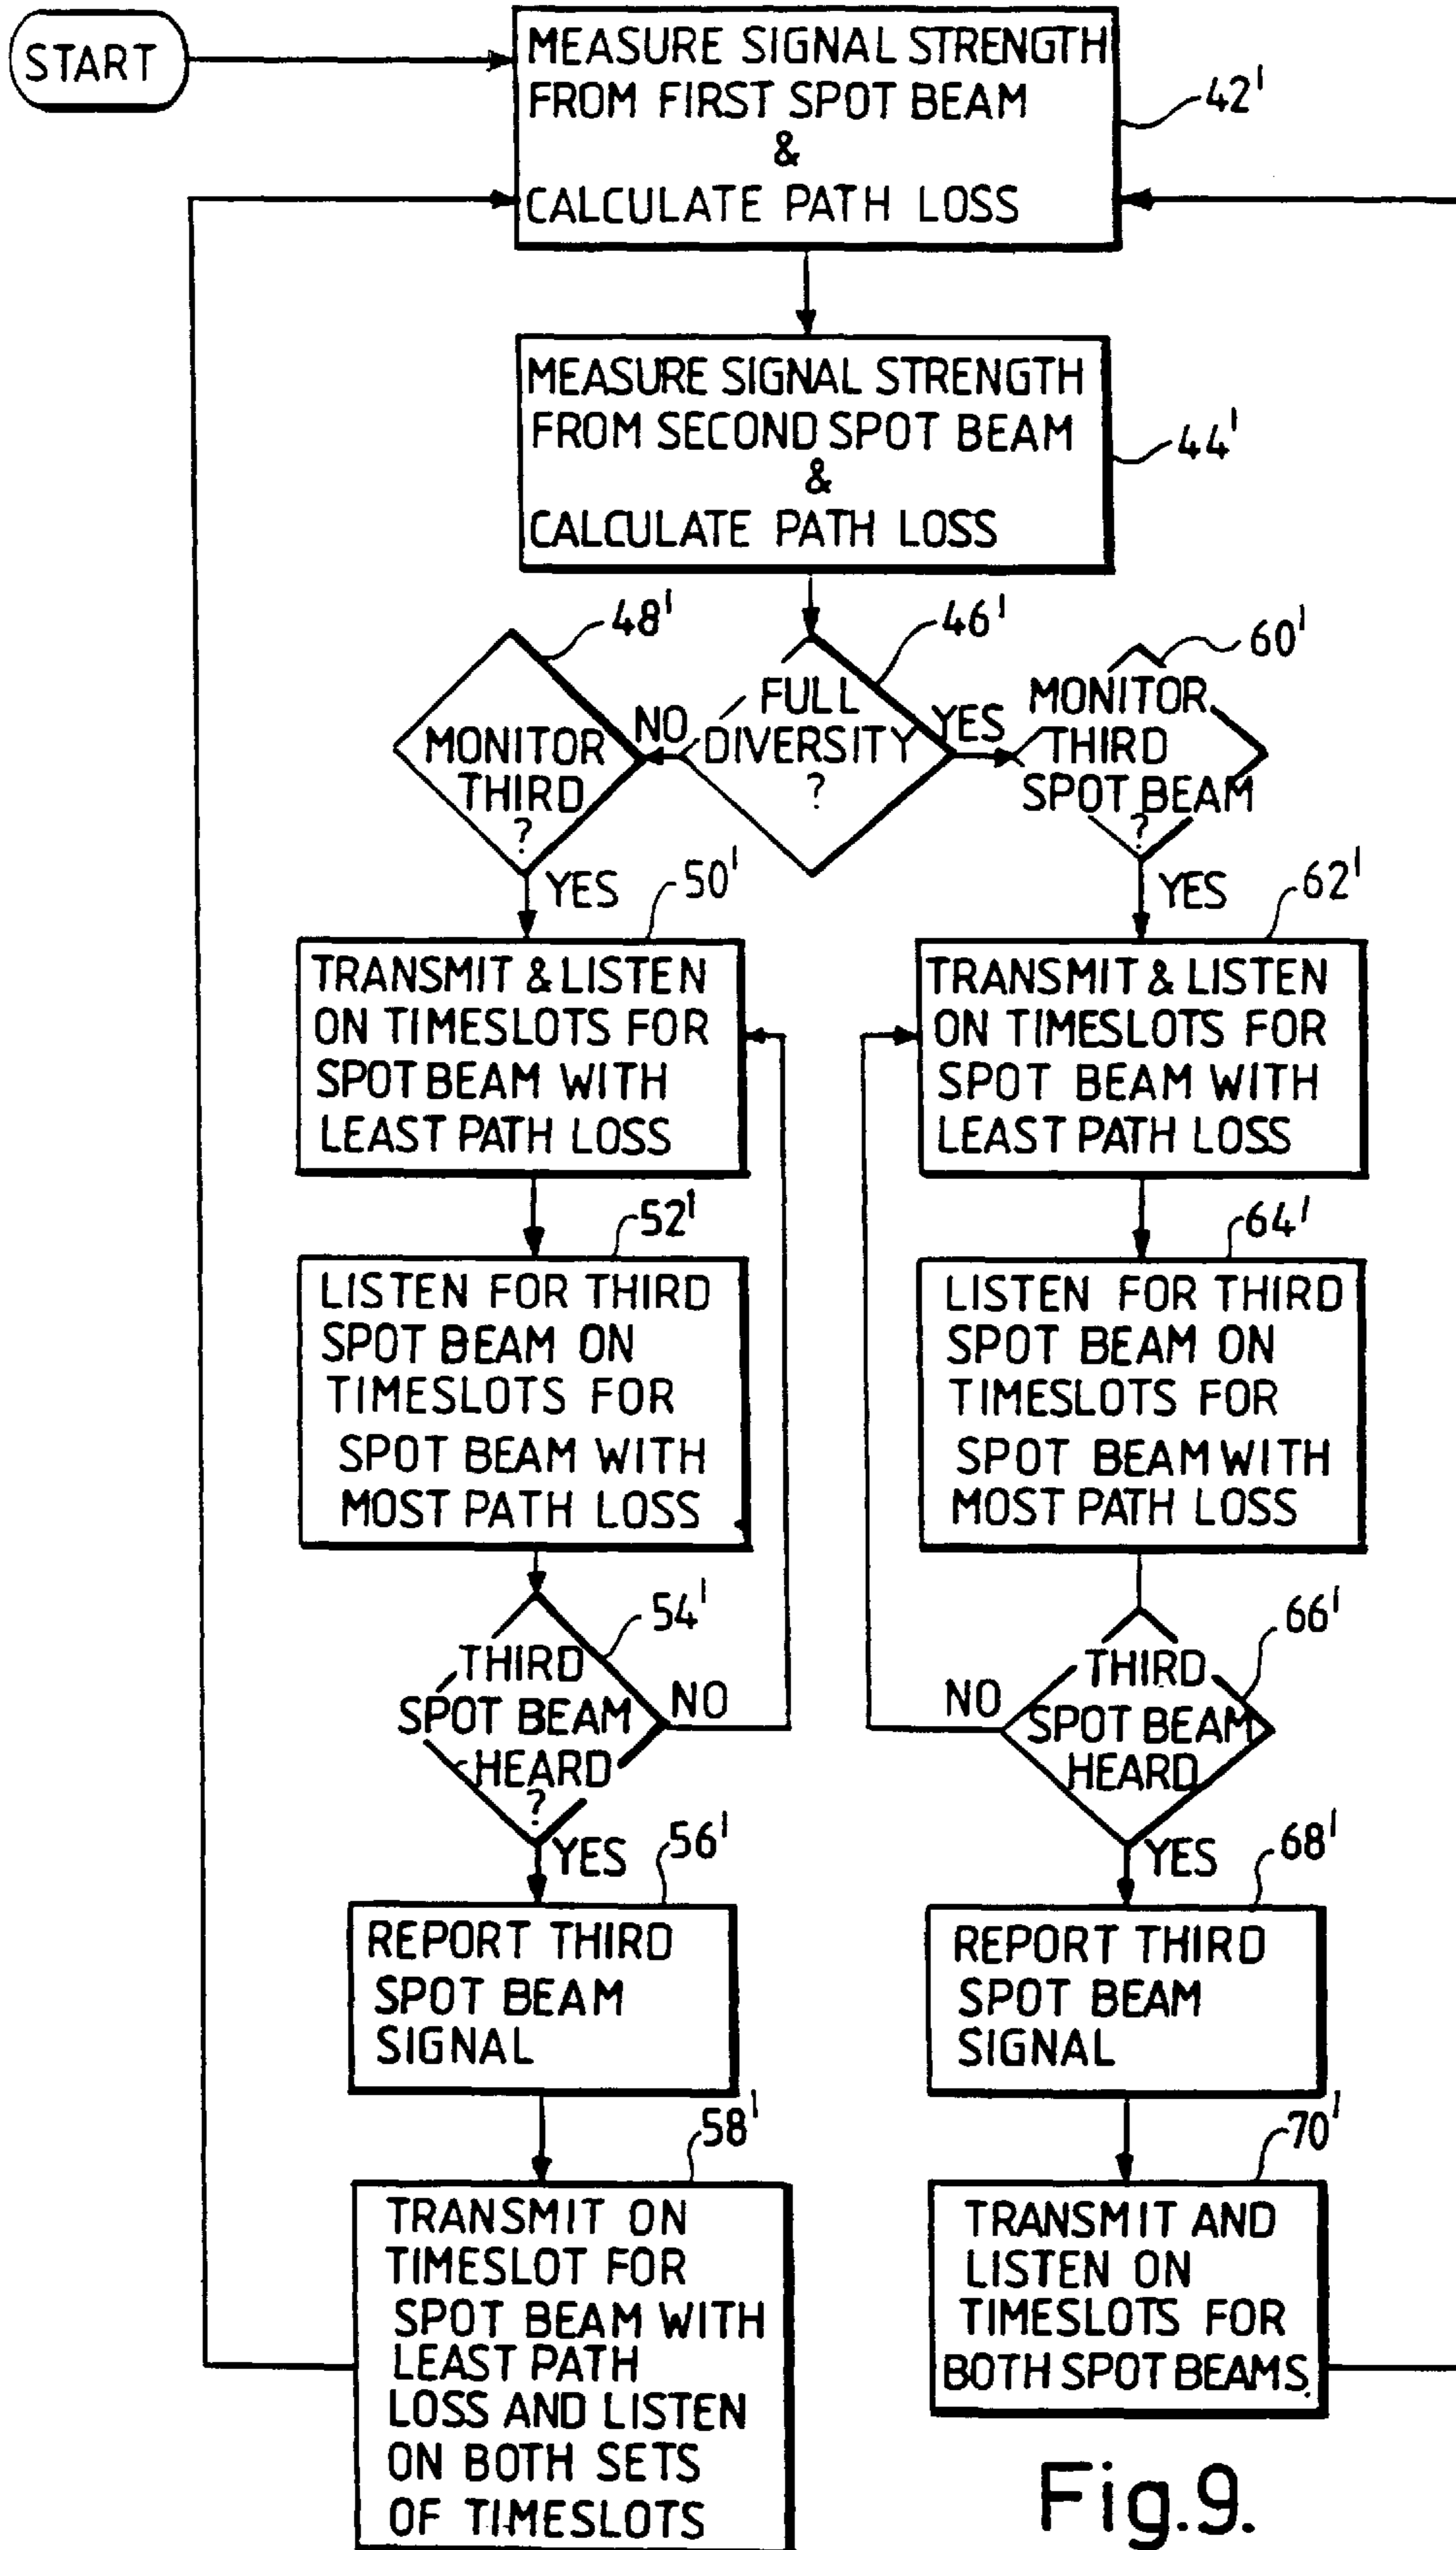 START
MEASURE SIGNAL STRENGTH
FROM FIRST SPOT BEAM
&
CALCULATE PATH LOSS
42'
MEASURE SIGNAL STRENGTH
FROM SECOND SPOT BEAM
&
CALCULATE PATH LOSS
44'
48'
MONITOR
THIRD
?
NO
46'
FULL
DIVERSITY
?
YES
60'
MONITOR
THIRD
SPOT BEAM
?
YES
50'
TRANSMIT & LISTEN
ON TIMESLOTS FOR
SPOT BEAM WITH
LEAST PATH LOSS
YES
62'
TRANSMIT & LISTEN
ON TIMESLOTS FOR
SPOT BEAM WITH
LEAST PATH LOSS
52'
LISTEN FOR THIRD
SPOT BEAM ON
TIMESLOTS FOR
SPOT BEAM WITH
MOST PATH LOSS
64'
LISTEN FOR THIRD
SPOT BEAM ON
TIMESLOTS FOR
SPOT BEAM WITH
MOST PATH LOSS
54'
THIRD
SPOT BEAM
HEARD
?
NO
66'
NO
THIRD
SPOT BEAM
HEARD
YES
56'
REPORT THIRD
SPOT BEAM
SIGNAL
YES
68'
REPORT THIRD
SPOT BEAM
SIGNAL
58'
TRANSMIT ON
TIMESLOT FOR
SPOT BEAM WITH
LEAST PATH
LOSS AND LISTEN
ON BOTH SETS
OF TIMESLOTS
70'
TRANSMIT AND
LISTEN ON
TIMESLOTS FOR
BOTH SPOT BEAMS.
Fig.9.